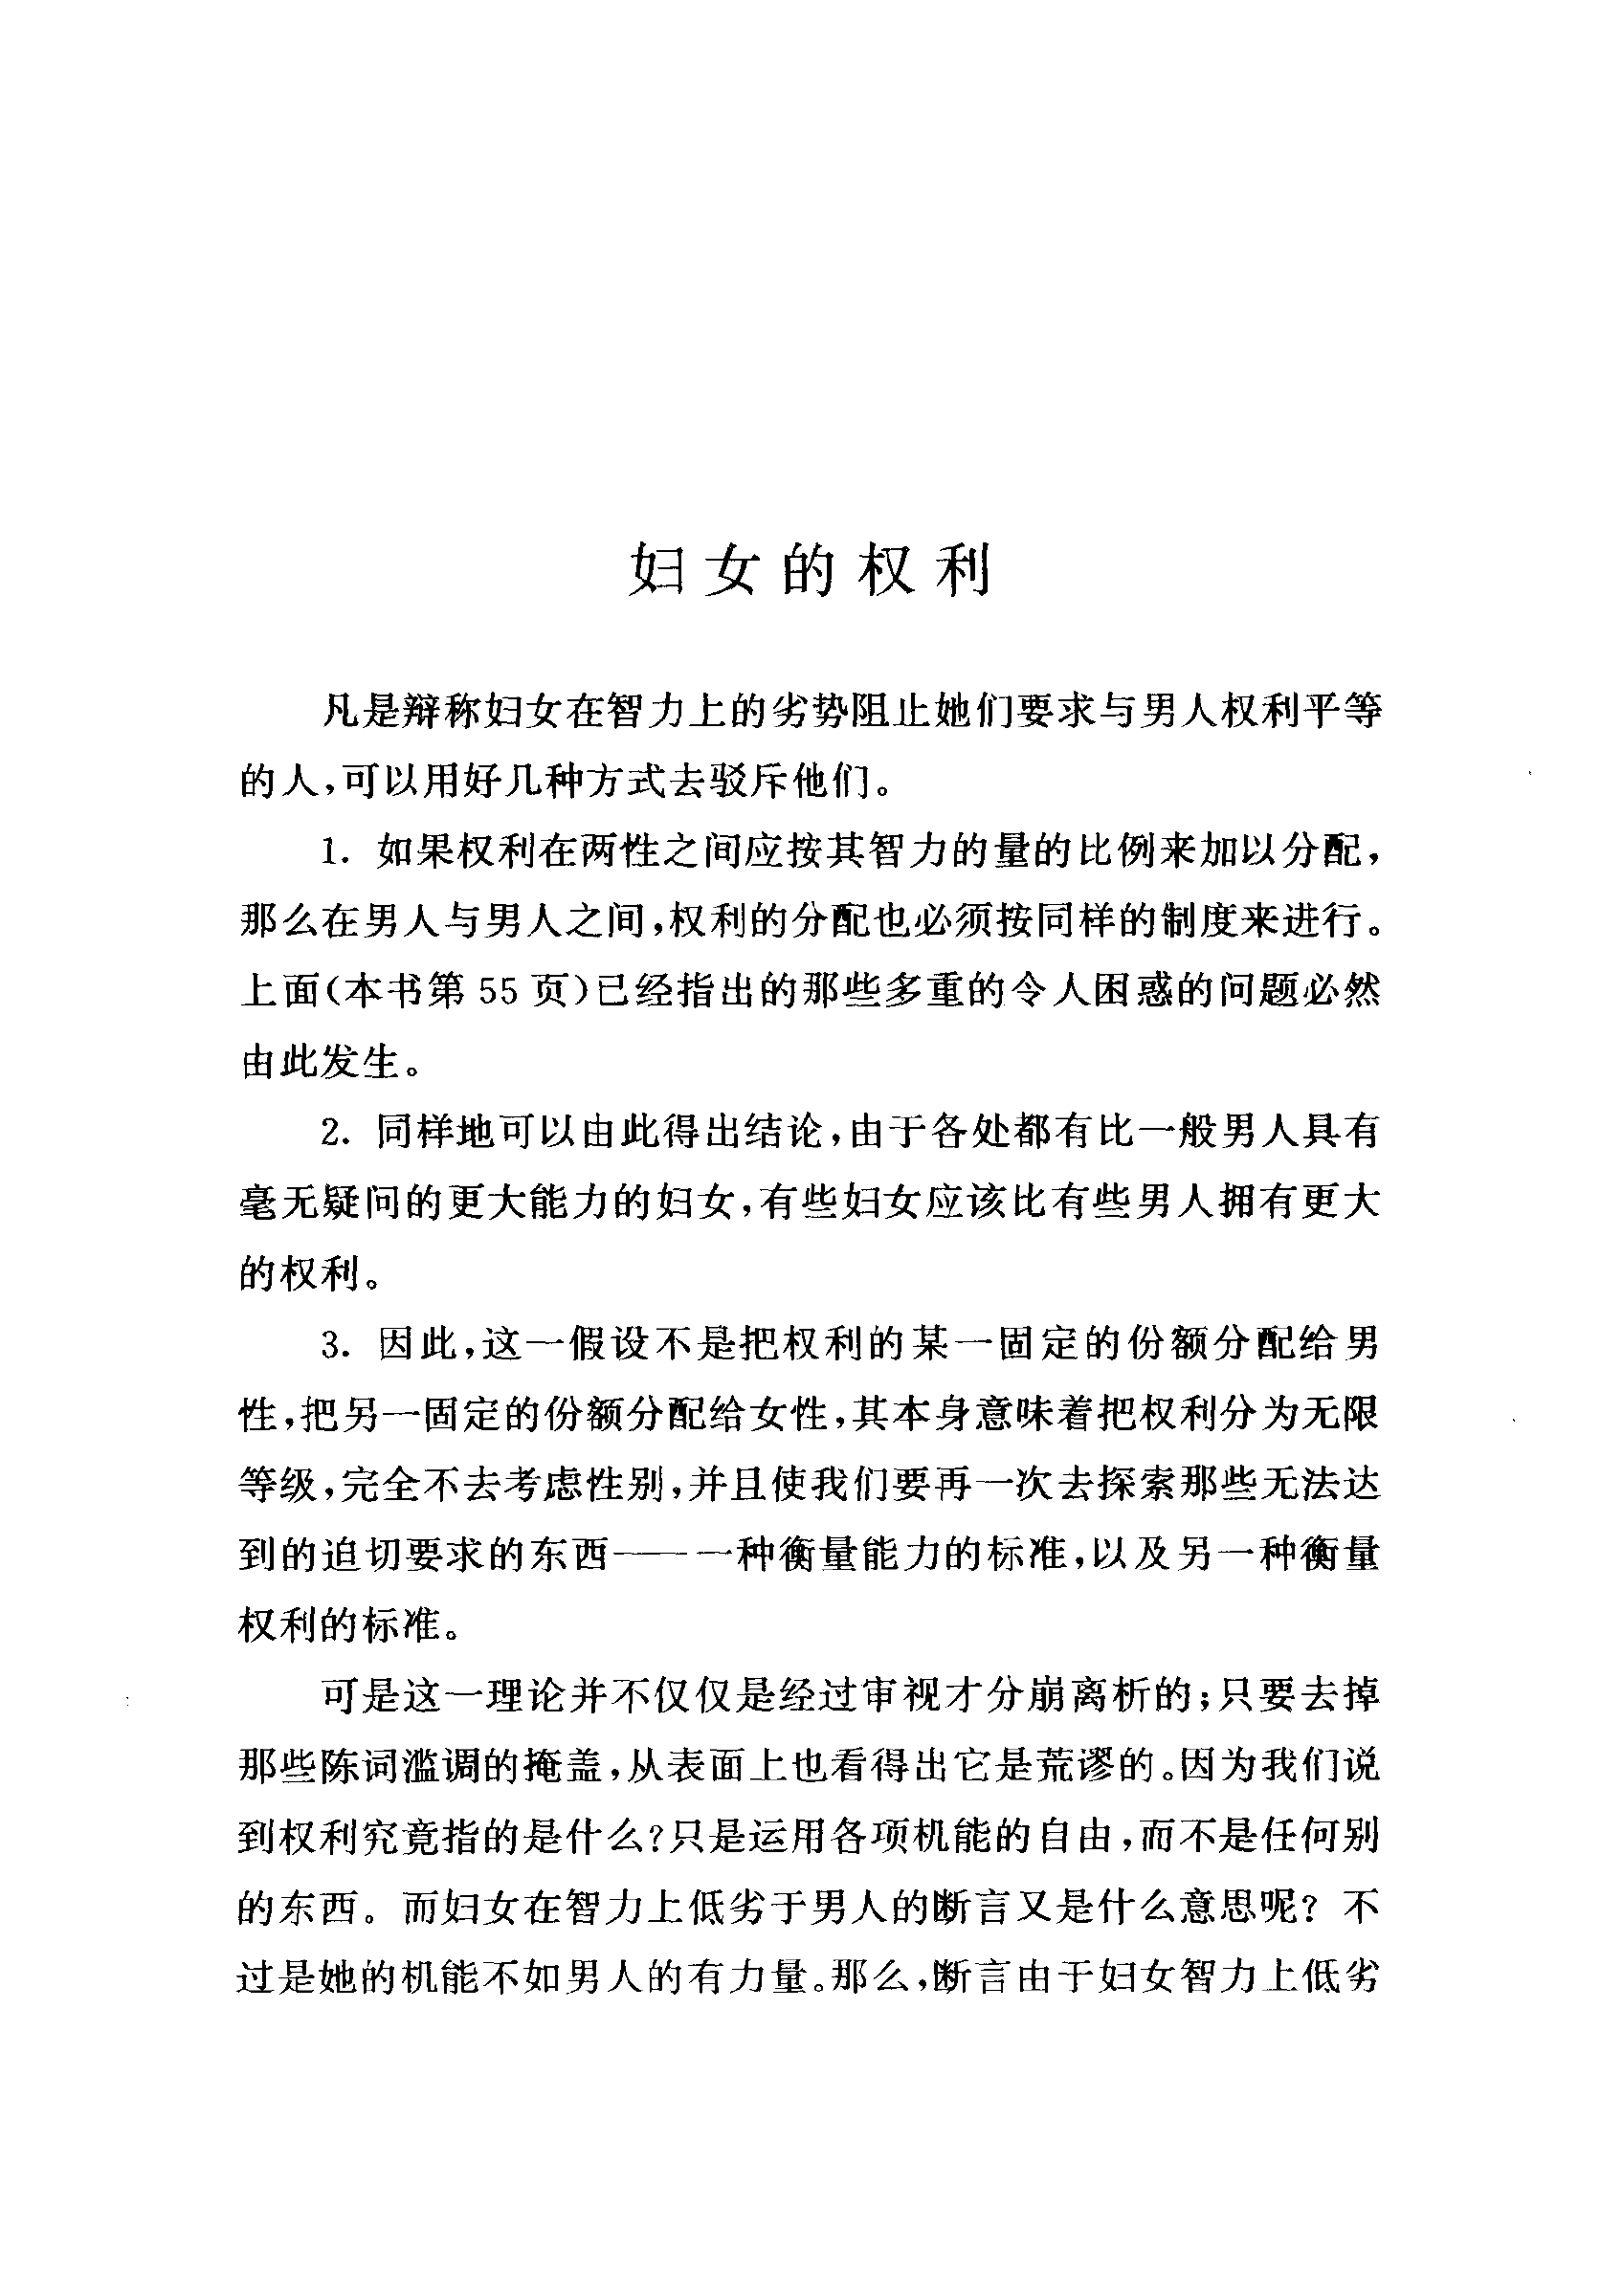 妇女的权利
凡是辩称妇女在智力上的劣势阻止她们要求与男人权利平等
的人,可以用好几种方式去驳斥他们。
1. 如果权利在两性之间应按其智力的量的比例来加以分配,
那么在男人与男人之间,权利的分配也必须按同样的制度来进行。
上面(本书第 55 页)已经指出的那些多重的令人困惑的问题必然
由此发生。
2. 同样地可以由此得出结论,由于各处都有比一般男人具有
毫无疑问的更大能力的妇女,有些妇女应该比有些男人拥有更大
的权利。
3. 因此,这一假设不是把权利的某一固定的份额分配给男
性,把另一固定的份额分配给女性,其本身意味着把权利分为无限
等级,完全不去考虑性别,并且使我们要再一次去探索那些无法达
到的迫切要求的东西——一种衡量能力的标准,以及另一种衡量
权利的标准。
可是这一理论并不仅仅是经过审视才分崩离析的;只要去掉
那些陈词滥调的掩盖,从表面上也看得出它是荒谬的。因为我们说
到权利究竟指的是什么?只是运用各项机能的自由,而不是任何别
的东西。而妇女在智力上低劣于男人的断言又是什么意思呢? 不
过是她的机能不如男人的有力量。那么,断言由于妇女智力上低劣